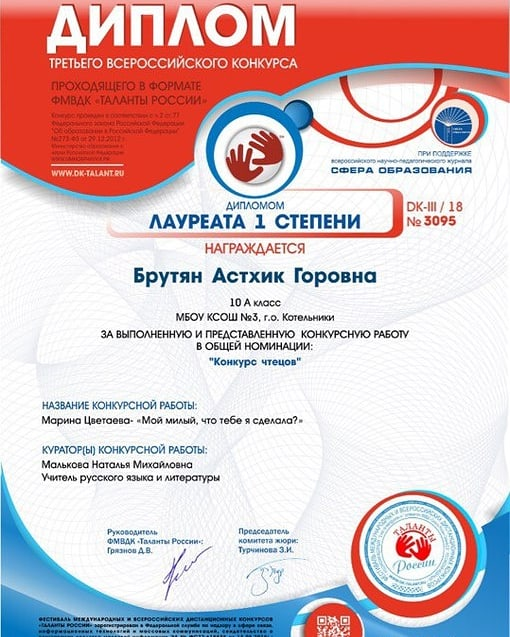 ДИПЛОМ
ТРЕТЬЕГО ВСЕРОССИЙСКОГО КОНКУРСА
ПРОХОДЯЩЕГО В ФОРМАТЕ
ФМВДК «ТАЛАНТЫ РОССИИ»
Конкурс проведен в соответствии с ч.2 ст.77
Федерального закона Российской Федерации
"Об образовании в Российской Федерации"
№273-ФЗ от 29.12.2012 г.
WWW.DK-TALANT.RU
ПРИ ПОДДЕРЖКЕ
всероссийского научно-педагогического журнала
СФЕРА ОБРАЗОВАНИЯ
ДИПЛОМОМ
ЛАУРЕАТА 1 СТЕПЕНИ
DK-III / 18
№ 3095
НАГРАЖДАЕТСЯ
Брутян Астхик Горовна
10 А класс
МБОУ КСОШ №3, г.о. Котельники
ЗА ВЫПОЛНЕННУЮ И ПРЕДСТАВЛЕННУЮ КОНКУРСНУЮ РАБОТУ
В ОБЩЕЙ НОМИНАЦИИ:
"Конкурс чтецов"
НАЗВАНИЕ КОНКУРСНОЙ РАБОТЫ:
Марина Цветаева- «Мой милый, что тебе я сделала?»
КУРАТОР(Ы) КОНКУРСНОЙ РАБОТЫ:
Малькова Наталья Михайловна
Учитель русского языка и литературы
Руководитель
ФМВДК «Таланты России»:
Грязнов Д.В.
Председатель
комитета жюри:
Турчинова З.И.
ТАЛАНТЫ
России
ФЕСТИВАЛЬ МЕЖДУНАРОДНЫХ И ВСЕРОССИЙСКИХ ДИСТАНЦИОННЫХ КОНКУРСОВ
«ТАЛАНТЫ РОССИИ» зарегистрирован в Федеральной службе по надзору в сфере связи,
информационных технологий и массовых коммуникаций, свидетельство о